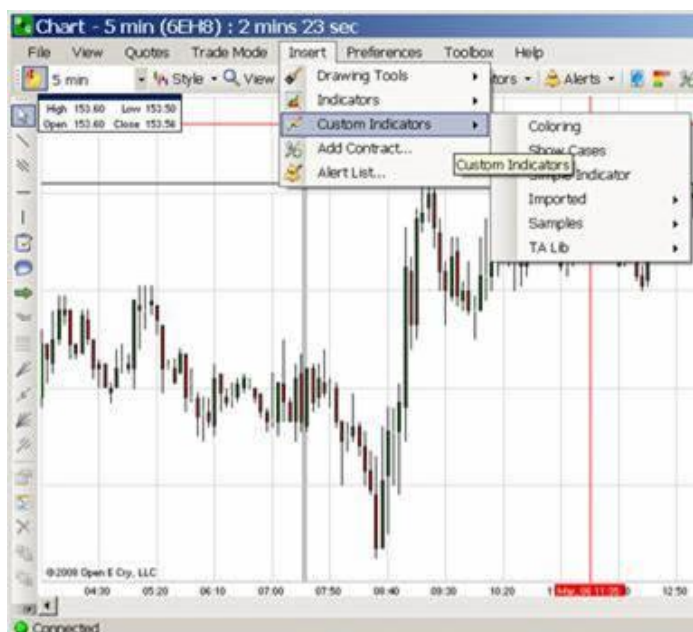 Chart - 5 min (6EH8) : 2 mins 23 sec
File View Quotes Trade Mode Insert Preferences Toolbox Help
5 min Style View tors Alerts
High 153.60 Low 153.50
Open 153.60 Close 153.56
Drawing Tools
Indicators
Custom Indicators
Add Contract...
Alert List...
Custom Indicators
Coloring
Show Cases
Simple Indicator
Imported
Samples
TA Lib
©2008 Open E Cry, LLC
04:30 05:20 06:10 07:00 07:50 08:40 09:30 10:20 11:35 12:50
Connected